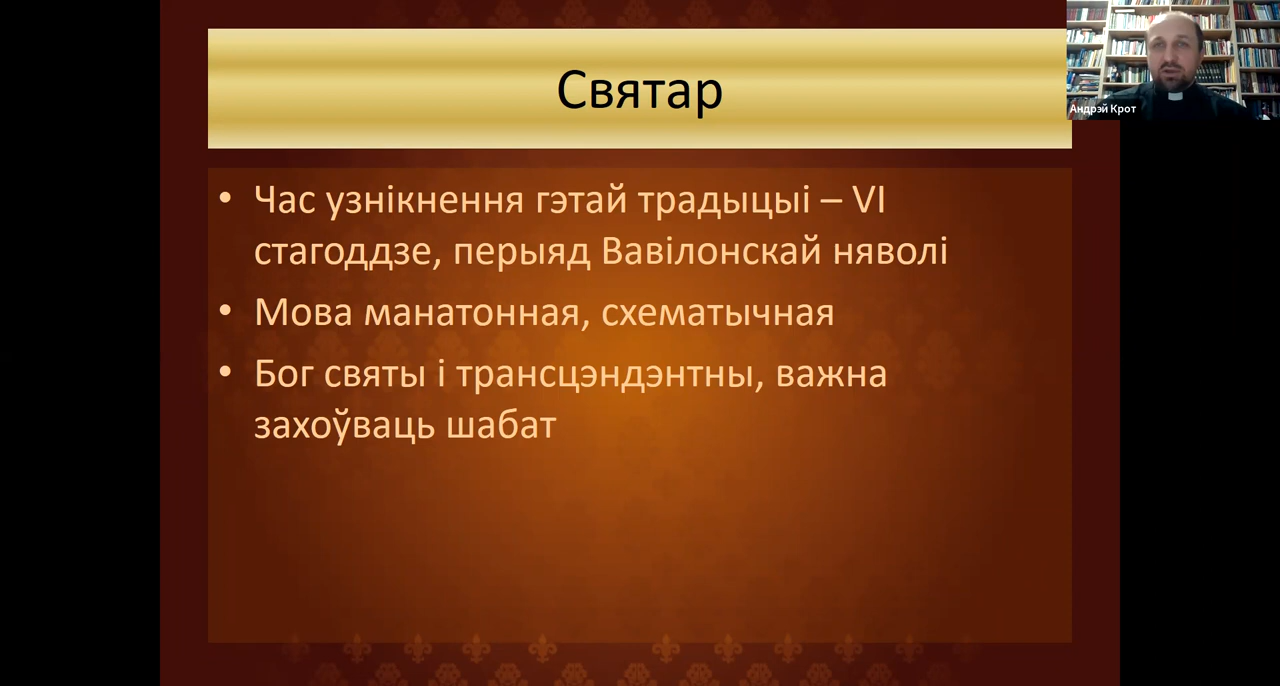 Святар
• Час узнікнення гэтай традыцыі – VI
стагоддзе, перыяд Вавілонскай няволі
• Мова манатонная, схематычная
• Бог святы і трансцэндэнтны, важна
захоўваць шабат
Андрэй Крот